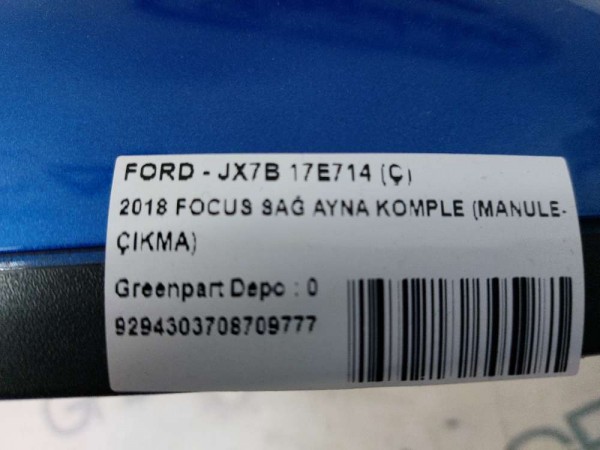 FORD - JX7B 17E714 (Ç)
2018 FOCUS SAĞ AYNA KOMPLE (MANULE-
ÇIKMA)
Greenpart Depo : 0
9294303708709777